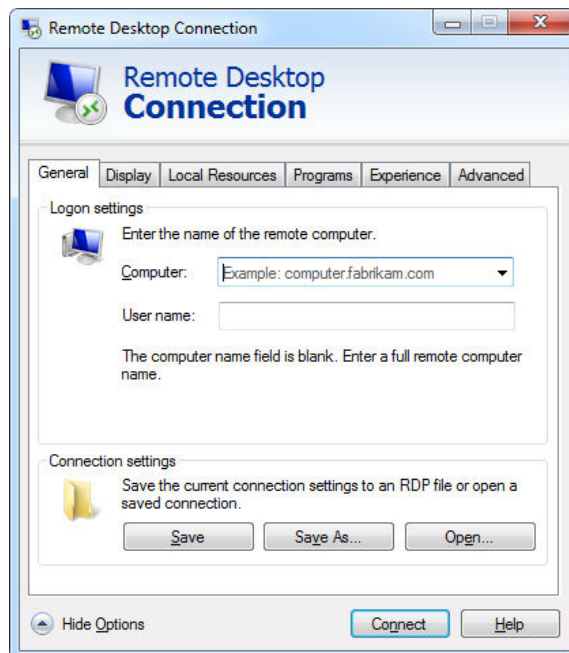 Remote Desktop Connection
Remote Desktop
Connection
General Display Local Resources Programs Experience Advanced
Logon settings
Enter the name of the remote computer.
Computer: Example: computer.fabrikam.com
User name:
The computer name field is blank. Enter a full remote computer
name.
Connection settings
Save the current connection settings to an RDP file or open a
saved connection.
Save Save As... Open...
Hide Options Connect Help